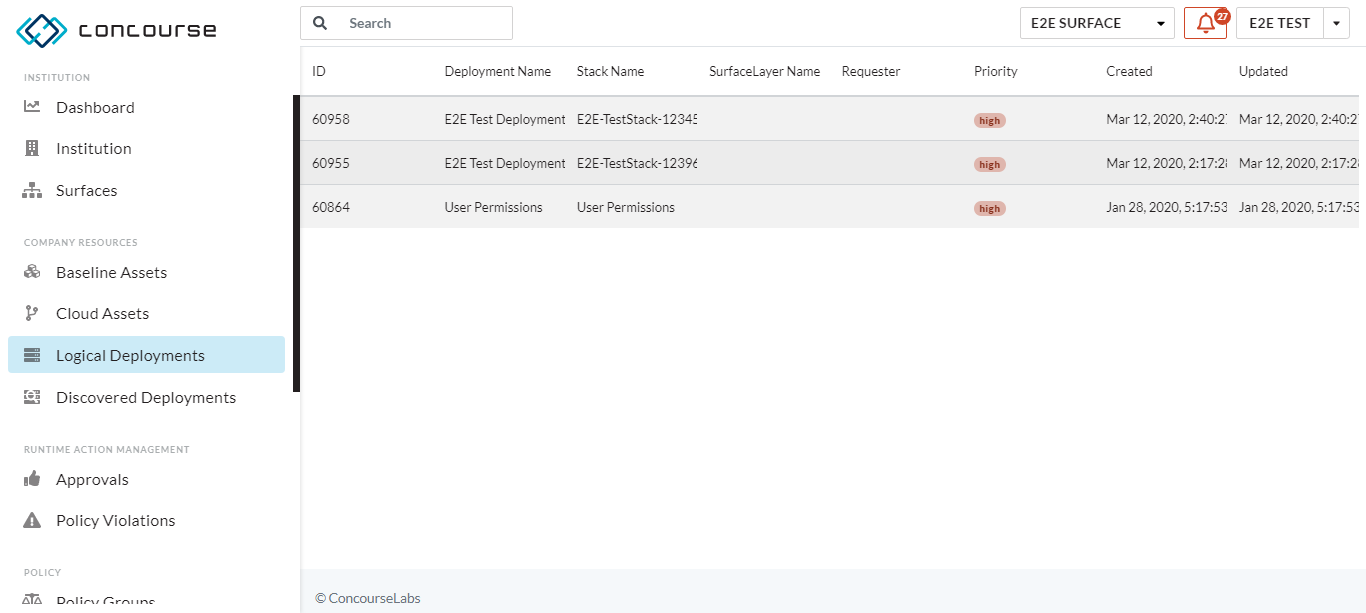 concourse
Search
E2E SURFACE
27
E2E TEST
INSTITUTION
Dashboard
Institution
Surfaces
COMPANY RESOURCES
Baseline Assets
Cloud Assets
Logical Deployments
Discovered Deployments
RUNTIME ACTION MANAGEMENT
Approvals
Policy Violations
POLICY
Policy Groups
ID Deployment Name Stack Name SurfaceLayer Name Requester Priority Created Updated
60958 E2E Test Deployment E2E-TestStack-12345 high Mar 12, 2020, 2:40:27 Mar 12, 2020, 2:40:27
60955 E2E Test Deployment E2E-TestStack-12396 high Mar 12, 2020, 2:17:28 Mar 12, 2020, 2:17:28
60864 User Permissions User Permissions high Jan 28, 2020, 5:17:53 Jan 28, 2020, 5:17:53
© ConcourseLabs